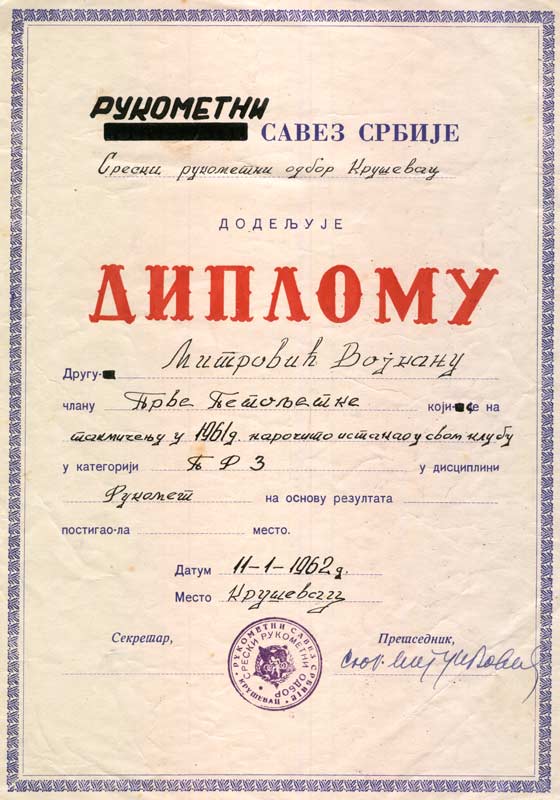 РУКОМЕТНИ
САВЕЗ СРБИЈЕ
Срески рукометни одбор Крушевац
ДОДЕЉУЈЕ
ДИПЛОМУ
Другу- Митровић Војкану
члану Прве Петољетке који- се на
такмичењу у 1961д. нарочито истакао у свом клубу
у категорији П Р З у дисциплини
Рукомет на основу резултата
постигао-ла место.
Датум 11-1-1962 д.
Место Крушевац
Секретар, Претседник,
РУКОМЕТНИ САВЕЗ СРБИЈЕ
СРЕСКИ РУКОМЕТНИ ОДБОР
КРУШЕВАЦ